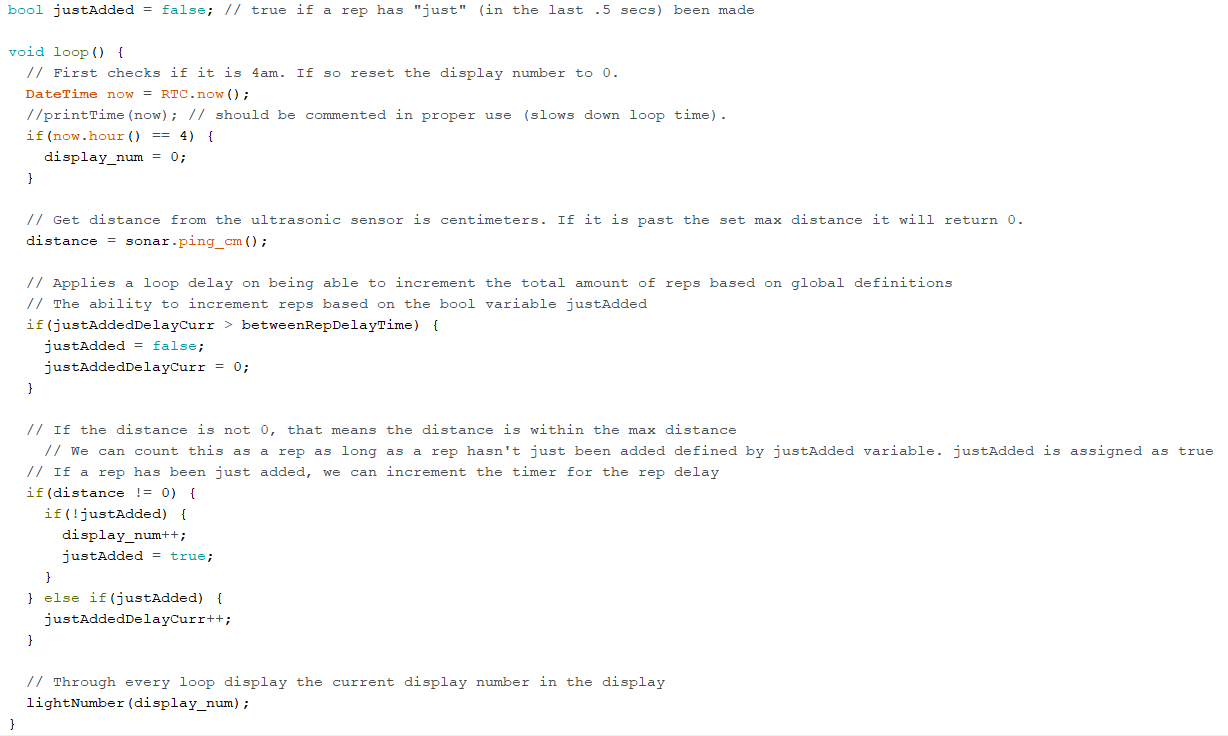 bool justAdded = false; // true if a rep has "just" (in the last .5 secs) been made
void loop() {
// First checks if it is 4am. If so reset the display number to 0.
DateTime now = RTC.now();
//printTime(now); // should be commented in proper use (slows down loop time).
if(now.hour() == 4) {
display_num = 0;
}
// Get distance from the ultrasonic sensor is centimeters. If it is past the set max distance it will return 0.
distance = sonar.ping_cm();
// Applies a loop delay on being able to increment the total amount of reps based on global definitions
// The ability to increment reps based on the bool variable justAdded
if(justAddedDelayCurr > betweenRepDelayTime) {
justAdded = false;
justAddedDelayCurr = 0;
}
// If the distance is not 0, that means the distance is within the max distance
// We can count this as a rep as long as a rep hasn't just been added defined by justAdded variable. justAdded is assigned as true
// If a rep has been just added, we can increment the timer for the rep delay
if(distance != 0) {
if(!justAdded) {
display_num++;
justAdded = true;
}
} else if(justAdded) {
justAddedDelayCurr++;
}
// Through every loop display the current display number in the display
lightNumber(display_num);
}